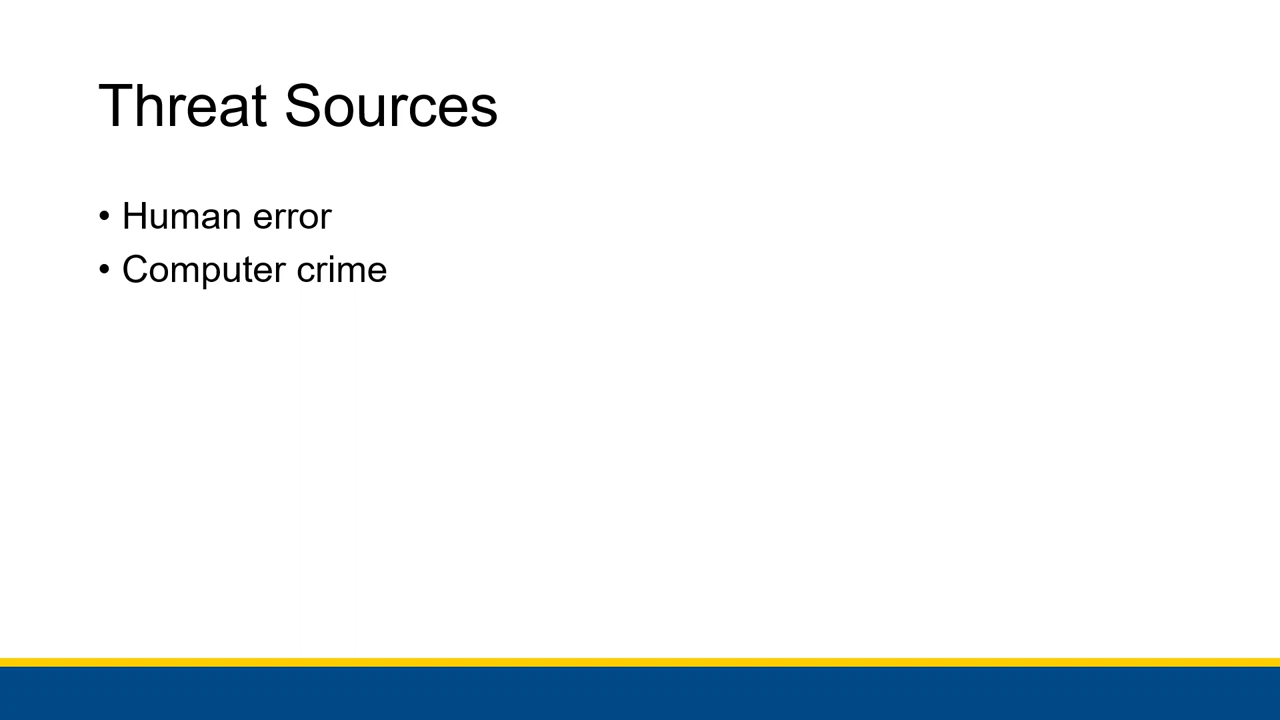 Threat Sources
• Human error
• Computer crime